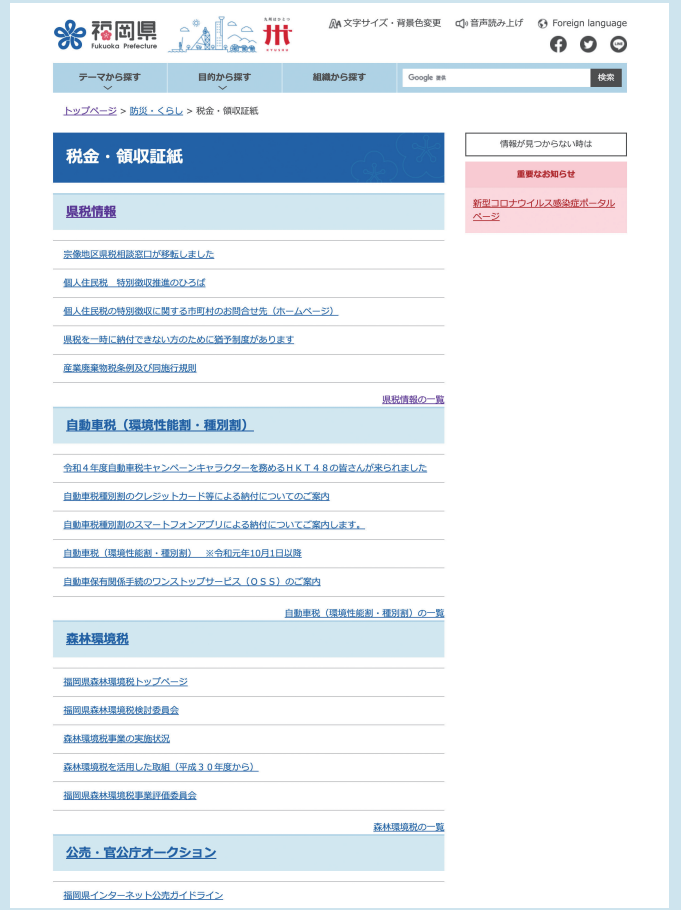 福岡県
Fukuoka Prefecture
九州はひとつ
州
KYUSHU
文字サイズ・背景色変更
音声読み上げ
Foreign language
テーマから探す
目的から探す
組織から探す
Google 検索
検索
トップページ > 防災・くらし > 税金・領収証紙
税金・領収証紙
情報が見つからない時は
重要なお知らせ
新型コロナウイルス感染症ポータル
ページ
県税情報
宗像地区県税相談窓口が移転しました
個人住民税　特別徴収推進のひろば
個人住民税の特別徴収に関する市町村のお問合せ先（ホームページ）
県税を一時に納付できない方のために猶予制度があります
産業廃棄物税条例及び同施行規則
県税情報の一覧
自動車税（環境性能割・種別割）
令和４年度自動車税キャンペーンキャラクターを務めるＨＫＴ４８の皆さんが来られました
自動車税種別割のクレジットカード等による納付についてのご案内
自動車税種別割のスマートフォンアプリによる納付についてご案内します。
自動車税（環境性能割・種別割）　※令和元年10月1日以降
自動車保有関係手続のワンストップサービス（ＯＳＳ）のご案内
自動車税（環境性能割・種別割）の一覧
森林環境税
福岡県森林環境税トップページ
福岡県森林環境税検討委員会
森林環境税事業の実施状況
森林環境税を活用した取組（平成３０年度から）
福岡県森林環境税事業評価委員会
森林環境税の一覧
公売・官公庁オークション
福岡県インターネット公売ガイドライン